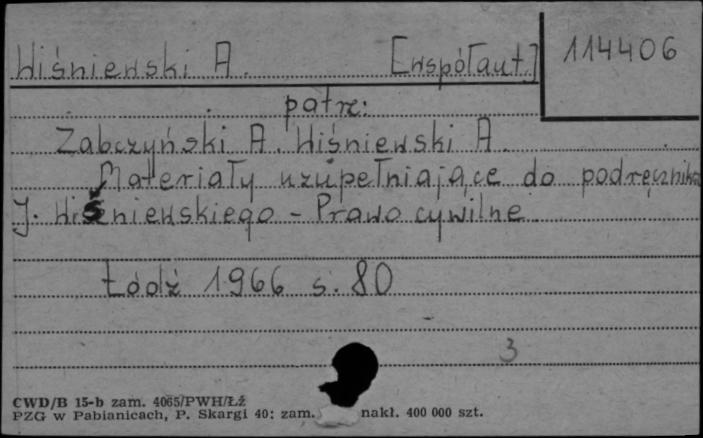 Wiśniewski A. [współaut.] 114406
patrz:
Zabczyński A. Wiśniewski A.
Materiały uzupełniające do podręcznika
J. Wiśniewskiego - Prawo cywilne
Łódź 1966 s. 80
3
CWD/B 15-b zam. 4065/PWH/Łż
PZG w Pabianicach, P. Skargi 40; zam. nakł. 400 000 szt.